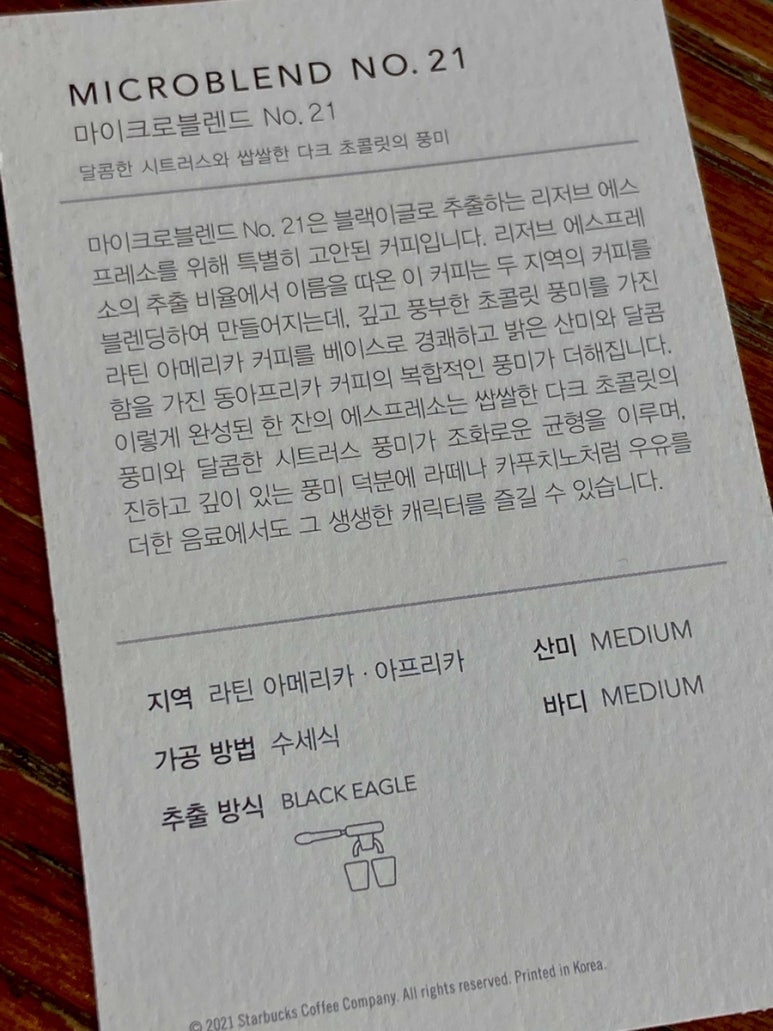 MICROBLEND NO. 21
마이크로블렌드 No. 21
달콤한 시트러스와 쌉쌀한 다크 초콜릿의 풍미
마이크로블렌드 No. 21은 블랙이글로 추출하는 리저브 에스
프레소를 위해 특별히 고안된 커피입니다. 리저브 에스프레
소의 추출 비율에서 이름을 따온 이 커피는 두 지역의 커피를
블렌딩하여 만들어지는데, 깊고 풍부한 초콜릿 풍미를 가진
라틴 아메리카 커피를 베이스로 경쾌하고 밝은 산미와 달콤
함을 가진 동아프리카 커피의 복합적인 풍미가 더해집니다.
이렇게 완성된 한 잔의 에스프레소는 쌉쌀한 다크 초콜릿의
풍미와 달콤한 시트러스 풍미가 조화로운 균형을 이루며,
진하고 깊이 있는 풍미 덕분에 라떼나 카푸치노처럼 우유를
더한 음료에서도 그 생생한 캐릭터를 즐길 수 있습니다.
지역 라틴 아메리카 · 아프리카
산미 MEDIUM
가공 방법 수세식
바디 MEDIUM
추출 방식 BLACK EAGLE
© 2021 Starbucks Coffee Company. All rights reserved. Printed in Korea.